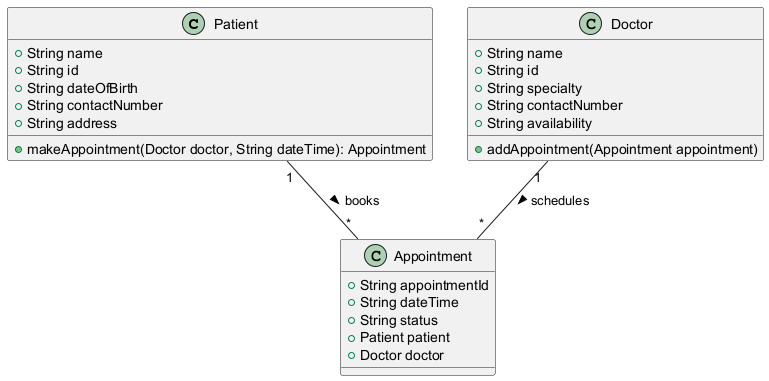 C Patient
+ String name
+ String id
+ String dateOfBirth
+ String contactNumber
+ String address
makeAppointment(Doctor doctor, String dateTime): Appointment
C Doctor
String name
String id
String specialty
String contactNumber
String availability
addAppointment(Appointment appointment)
1
books
*
1
schedules
*
C Appointment
String appointmentId
String dateTime
String status
Patient patient
Doctor doctor